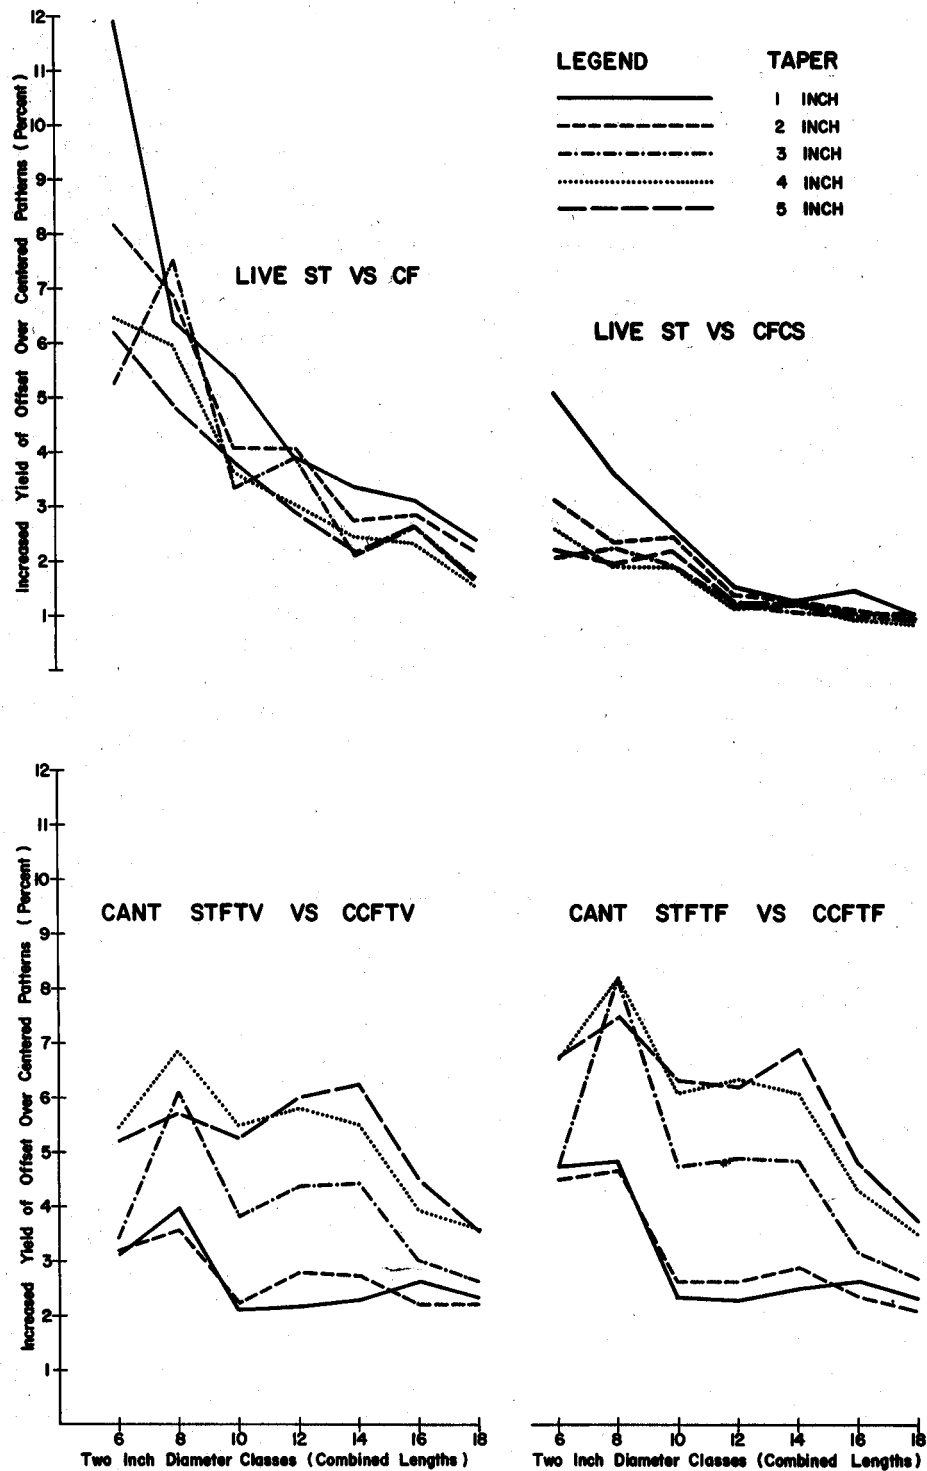 LEGEND TAPER
1 INCH
2 INCH
3 INCH
4 INCH
5 INCH
12
11
10
9
8
7
6
5
4
3
2
1
Increased Yield of Offset Over Centered Patterns (Percent)
LIVE ST VS CF
LIVE ST VS CFCS
12
11
10
9
8
7
6
5
4
3
2
1
Increased Yield of Offset Over Centered Patterns (Percent)
CANT STFTV VS CCFTV
CANT STFTF VS CCFTF
6 8 10 12 14 16 18
Two Inch Diameter Classes (Combined Lengths)
6 8 10 12 14 16 18
Two Inch Diameter Classes (Combined Lengths)